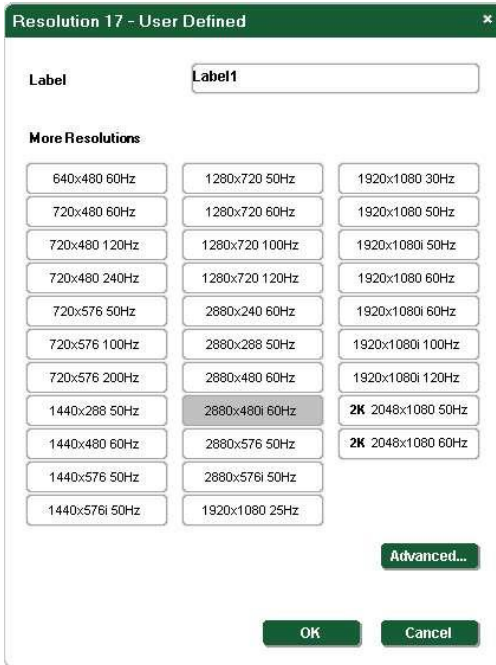 Resolution 17 - User Defined
×
Label
Label1
More Resolutions
640x480 60Hz
720x480 60Hz
720x480 120Hz
720x480 240Hz
720x576 50Hz
720x576 100Hz
720x576 200Hz
1440x288 50Hz
1440x480 60Hz
1440x576 50Hz
1440x576i 50Hz
1280x720 50Hz
1280x720 60Hz
1280x720 100Hz
1280x720 120Hz
2880x240 60Hz
2880x288 50Hz
2880x480 60Hz
2880x480i 60Hz
2880x576 50Hz
2880x576i 50Hz
1920x1080 25Hz
1920x1080 30Hz
1920x1080 50Hz
1920x1080i 50Hz
1920x1080 60Hz
1920x1080i 60Hz
1920x1080i 100Hz
1920x1080i 120Hz
2K 2048x1080 50Hz
2K 2048x1080 60Hz
Advanced...
OK
Cancel